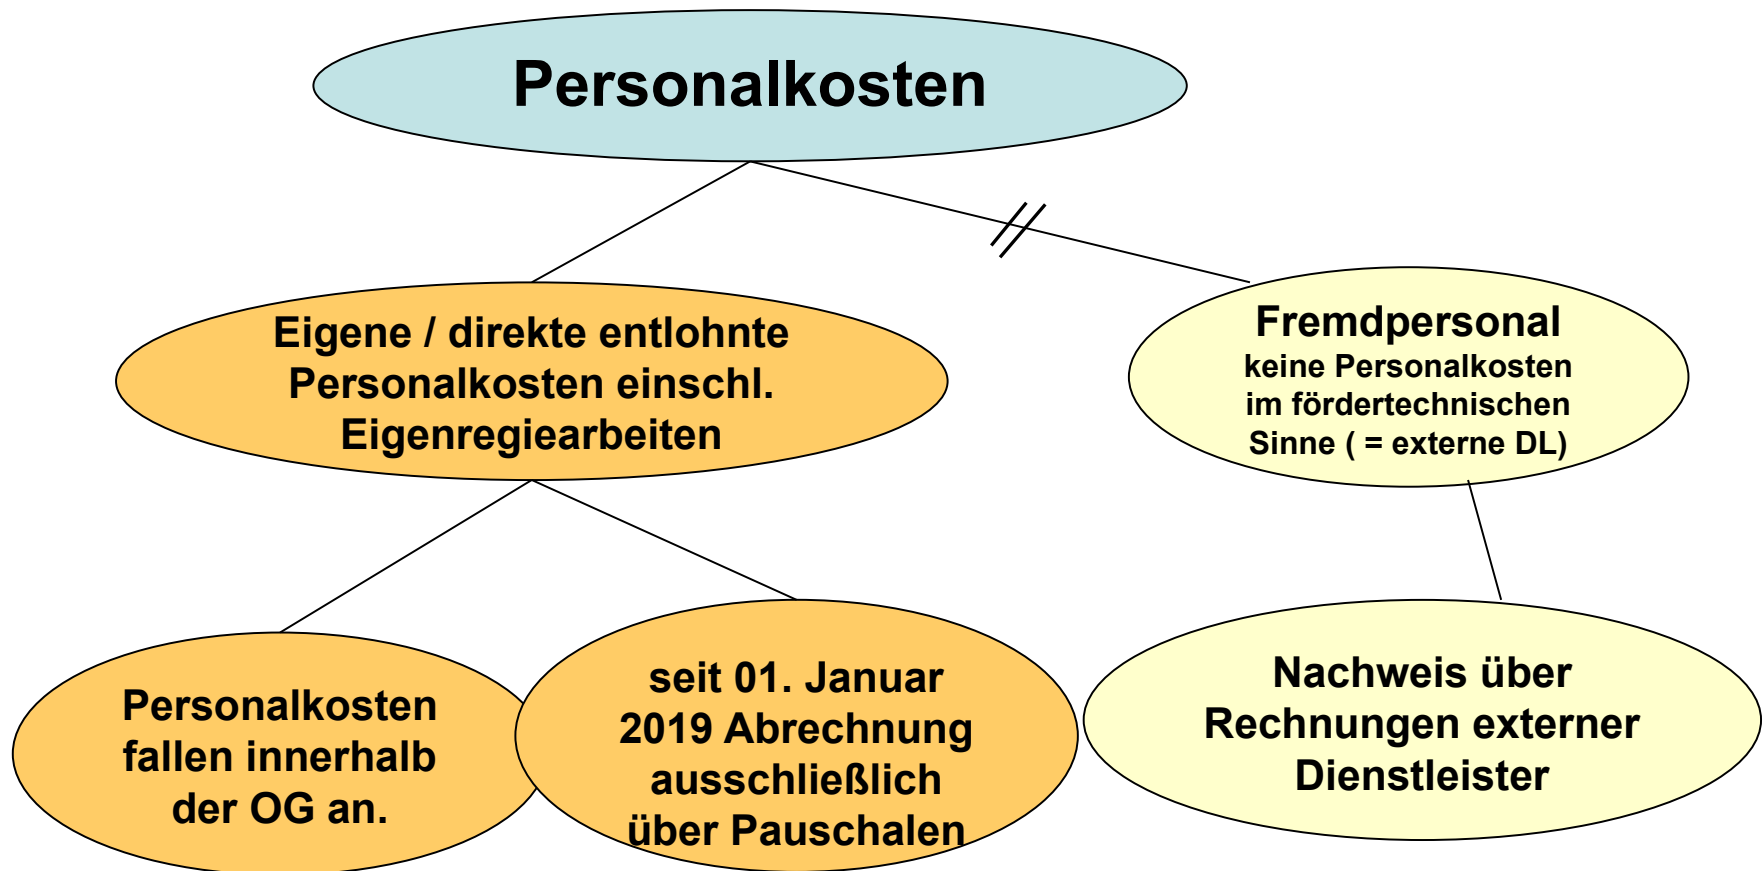 Personalkosten
Eigene / direkte entlohnte
Personalkosten einschl.
Eigenregiearbeiten
Fremdpersonal
keine Personalkosten
im fördertechnischen
Sinne ( = externe DL)
Personalkosten
fallen innerhalb
der OG an.
seit 01. Januar
2019 Abrechnung
ausschließlich
über Pauschalen
Nachweis über
Rechnungen externer
Dienstleister